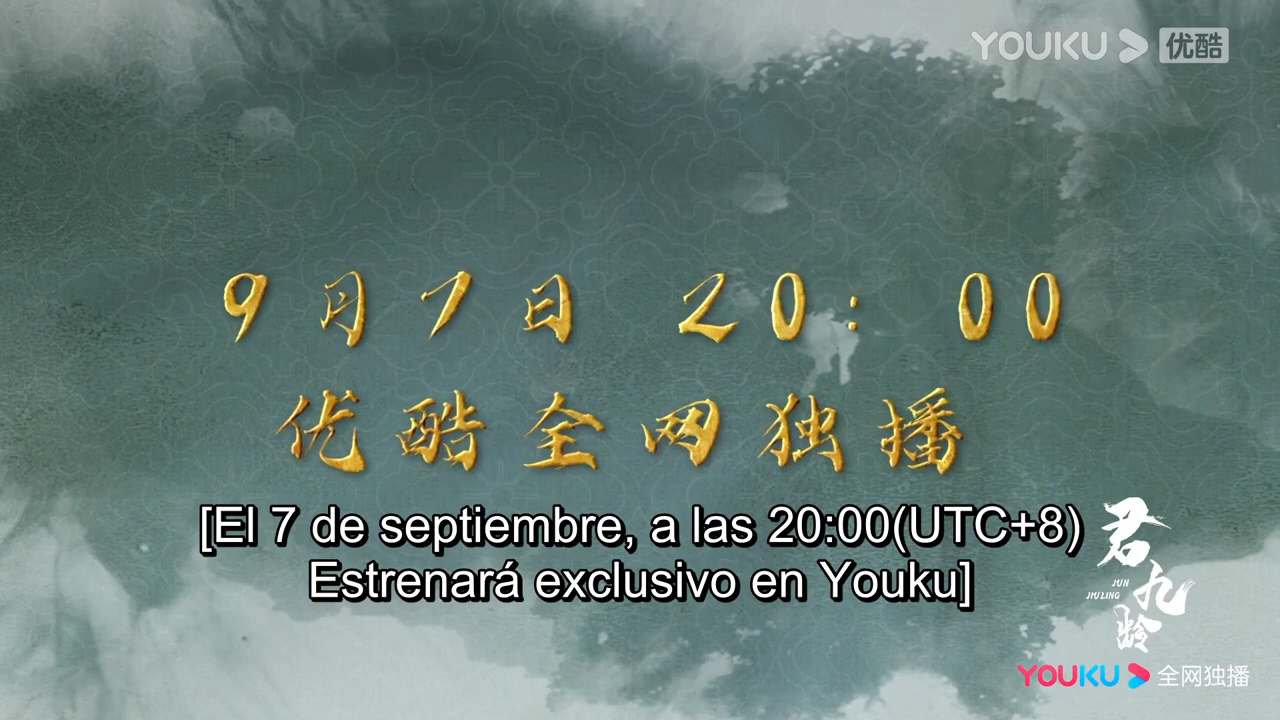 YOUKU 优酷
9月7日 20：00
优酷全网独播
[El 7 de septiembre, a las 20:00(UTC+8)
Estrenará exclusivo en Youku]
君九龄
JUN
JIULING
YOUKU 全网独播